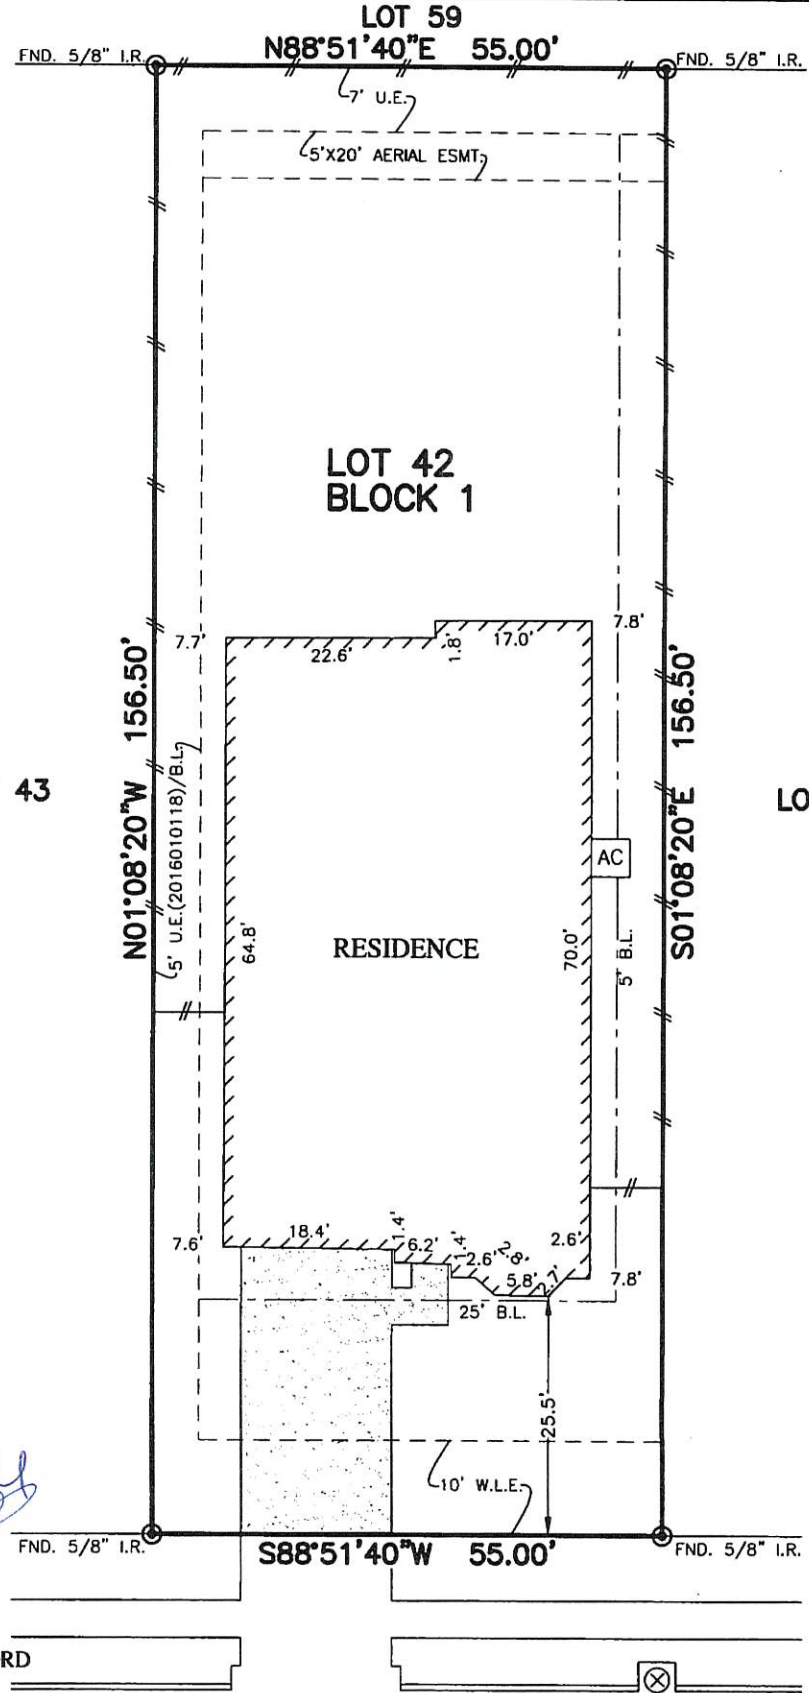 LOT 59
N88°51'40"E 55.00'
FND. 5/8" I.R.
FND. 5/8" I.R.
7' U.E.
5'X20' AERIAL ESMT.
LOT 42
BLOCK 1
7.7'
22.6'
1.8'
17.0'
7.8'
N01°08'20"W 156.50'
S01°08'20"E 156.50'
5' U.E.(2016010118)/B.L.
43
LO
AC
64.8'
RESIDENCE
70.0'
5' B.L.
7.6'
18.4'
1.4'
6.2'
1.4'
2.6'
2.8'
5.8'
2.7'
2.6'
7.8'
25' B.L.
25.5'
10' W.L.E.
FND. 5/8" I.R.
S88°51'40"W 55.00'
FND. 5/8" I.R.
RD